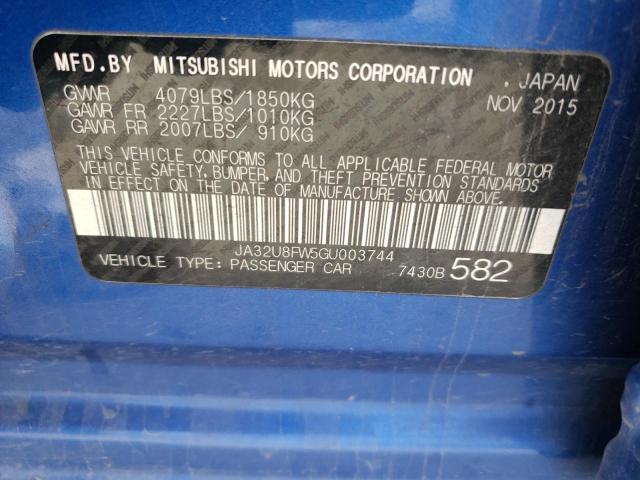 MFD.BY MITSUBISHI MOTORS CORPORATION , JAPAN
GVWR 4079LBS/1850KG NOV 2015
GAWR FR 2227LBS/1010KG
GAWR RR 2007LBS/ 910KG
THIS VEHICLE CONFORMS TO ALL APPLICABLE FEDERAL MOTOR
VEHICLE SAFETY, BUMPER, AND THEFT PREVENTION STANDARDS
IN EFFECT ON THE DATE OF MANUFACTURE SHOWN ABOVE.
JA32U8FW5GU003744
VEHICLE TYPE: PASSENGER CAR 7430B 582